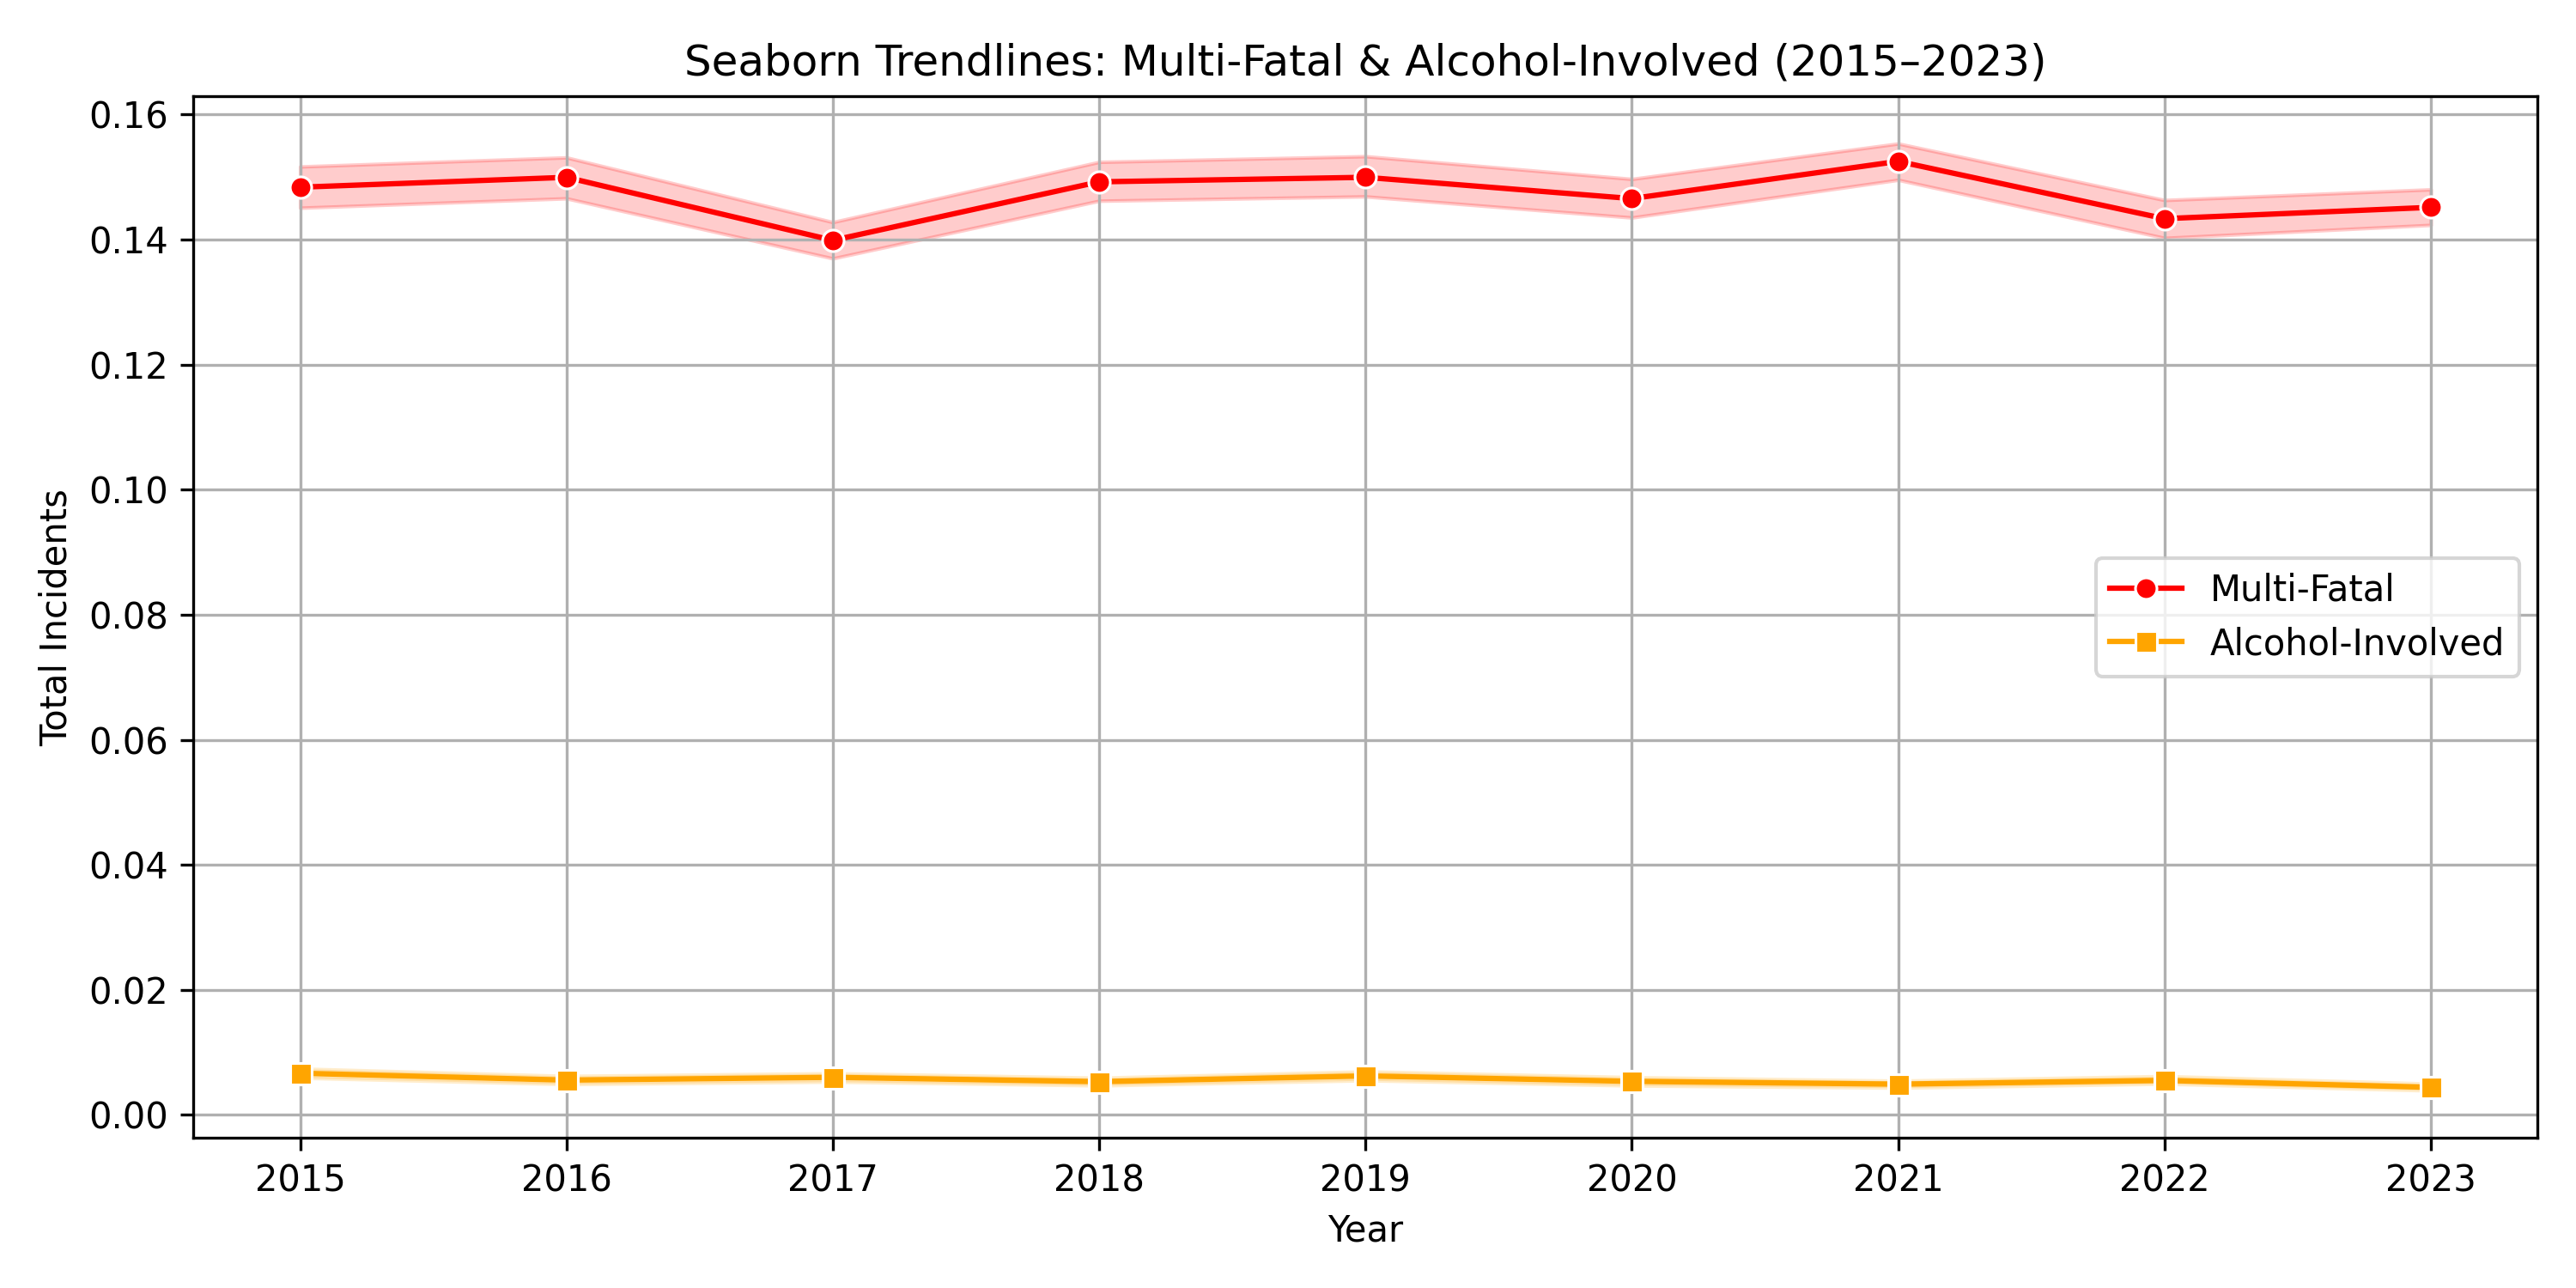 Seaborn Trendlines: Multi-Fatal & Alcohol-Involved (2015–2023)
0.16
0.14
0.12
0.10
0.08
0.06
0.04
0.02
0.00
Total Incidents
Multi-Fatal
Alcohol-Involved
2015 2016 2017 2018 2019 2020 2021 2022 2023
Year